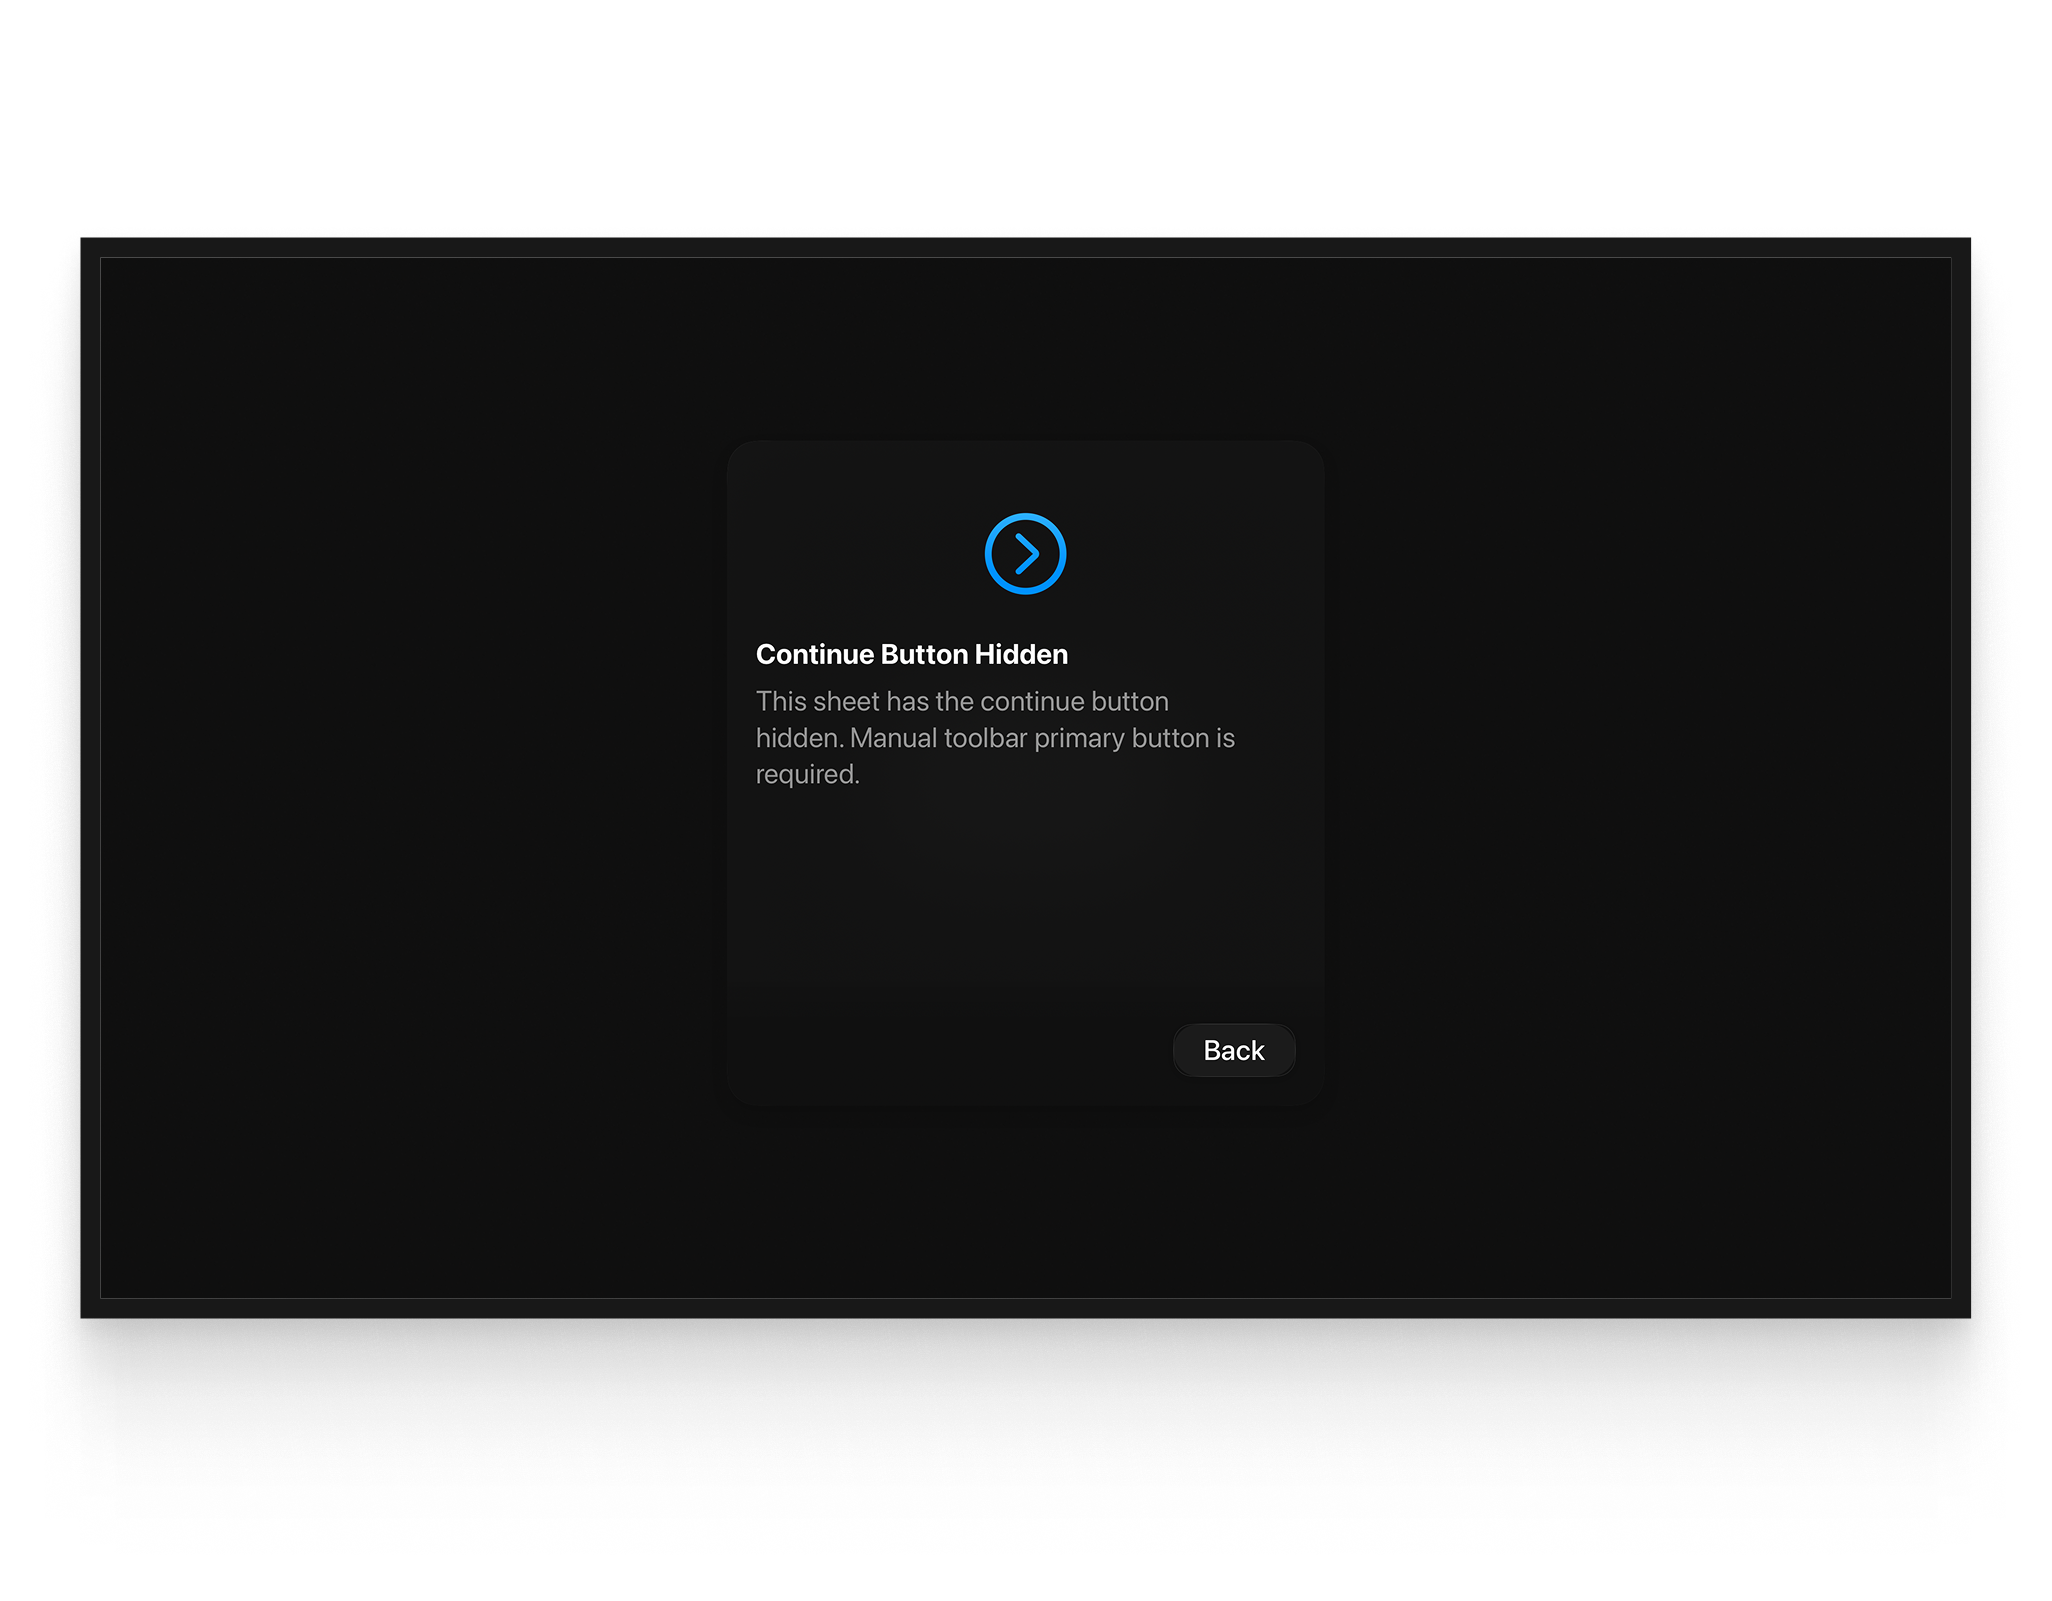 Continue Button Hidden
This sheet has the continue button
hidden. Manual toolbar primary button is
required.
Back